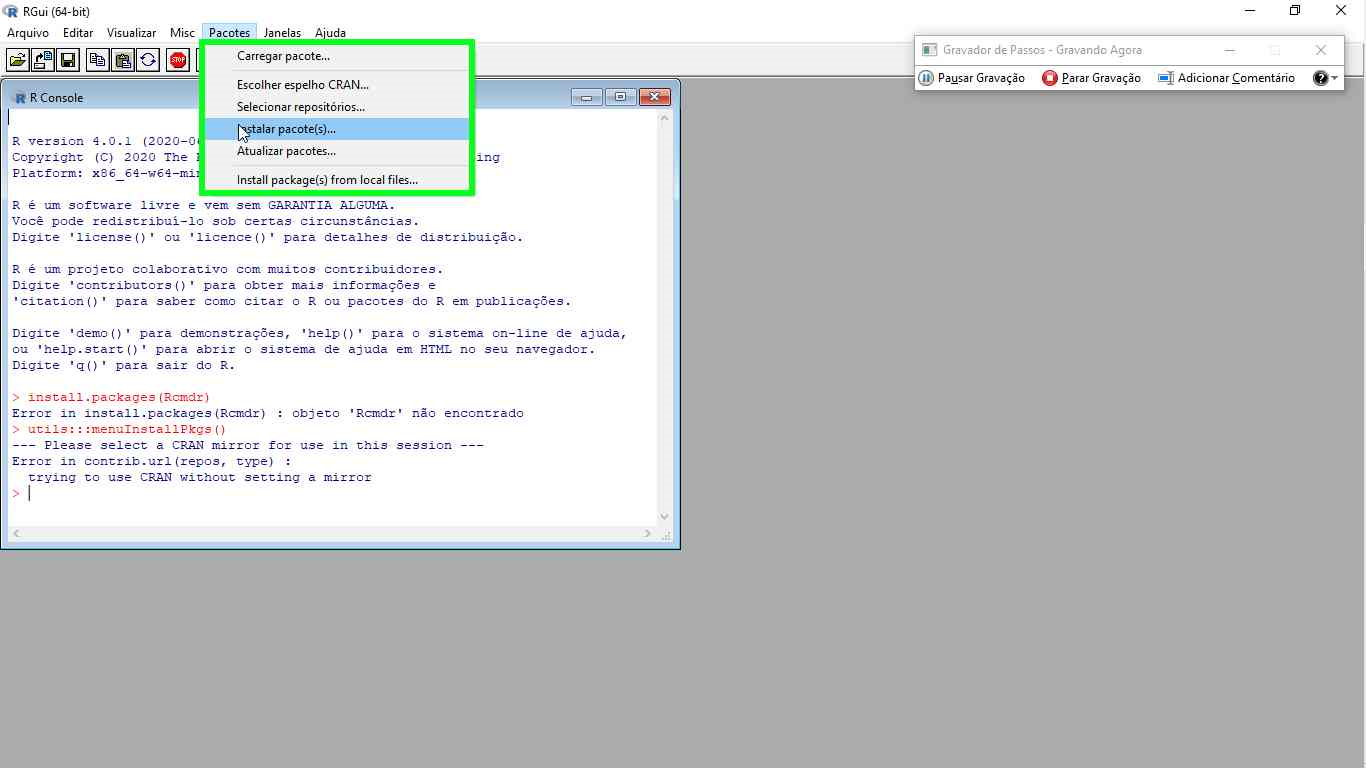 RGui (64-bit)
Arquivo Editar Visualizar Misc Pacotes Janelas Ajuda
Gravador de Passos - Gravando Agora
Pausar Gravação Parar Gravação Adicionar Comentário ?
STOP
Carregar pacote...
Escolher espelho CRAN...
Selecionar repositórios...
stalar pacote(s)...
Atualizar pacotes...
Install package(s) from local files...
R Console
R version 4.0.1 (2020-0
Copyright (C) 2020 The ing
Platform: x86_64-w64-mi
R é um software livre e vem sem GARANTIA ALGUMA.
Você pode redistribuí-lo sob certas circunstâncias.
Digite 'license()' ou 'licence()' para detalhes de distribuição.
R é um projeto colaborativo com muitos contribuidores.
Digite 'contributors()' para obter mais informações e
'citation()' para saber como citar o R ou pacotes do R em publicações.
Digite 'demo()' para demonstrações, 'help()' para o sistema on-line de ajuda,
ou 'help.start()' para abrir o sistema de ajuda em HTML no seu navegador.
Digite 'q()' para sair do R.
> install.packages(Rcmdr)
Error in install.packages(Rcmdr) : objeto 'Rcmdr' não encontrado
> utils:::menuInstallPkgs()
--- Please select a CRAN mirror for use in this session ---
Error in contrib.url(repos, type) :
trying to use CRAN without setting a mirror
>